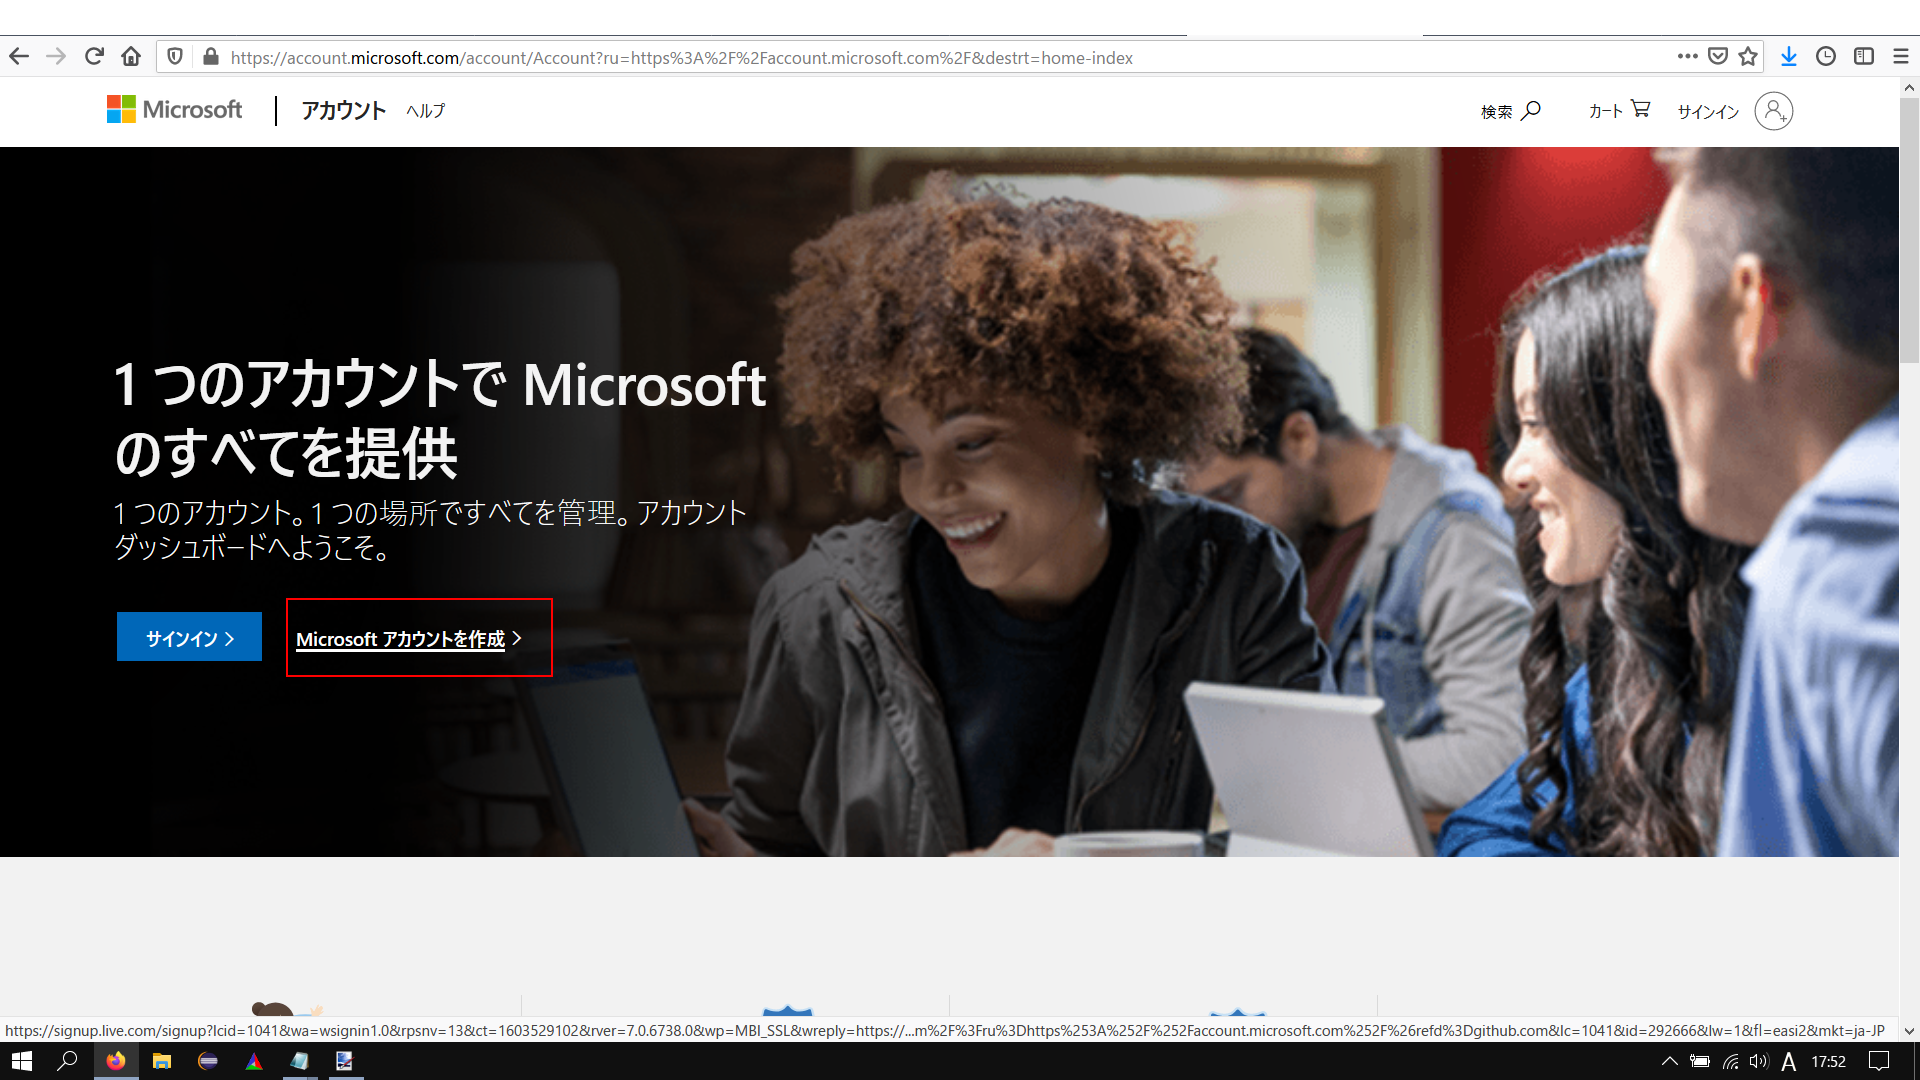 https://account.microsoft.com/account/Account?ru=https%3A%2F%2Faccount.microsoft.com%2F&destrt=home-index
Microsoft アカウント ヘルプ 検索 カート サインイン
1 つのアカウントで Microsoft
のすべてを提供
1 つのアカウント。1 つの場所ですべてを管理。アカウント
ダッシュボードへようこそ。
サインイン Microsoft アカウントを作成
https://signup.live.com/signup?lcid=1041&wa=wsignin1.0&rpsnv=13&ct=1603529102&rver=7.0.6738.0&wp=MBI_SSL&wreply=https://...m%2F%3Fru%3Dhttps%253A%252F%252Faccount.microsoft.com%252F%26refd%3Dgithub.com&lc=1041&id=292666&lw=1&fl=easi2&mkt=ja-JP
A 17:52